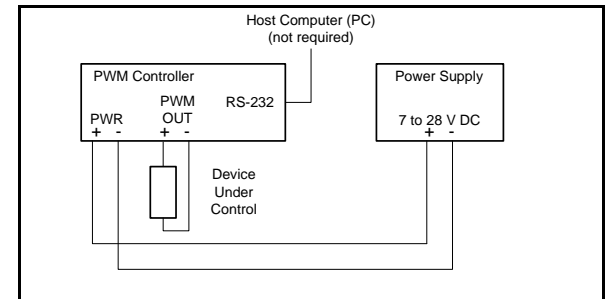 Host Computer (PC)
(not required)
PWM Controller
Power Supply
PWM
RS-232
PWR
OUT
7 to 28 V DC
+ -
+ -
+ -
Device
Under
Control